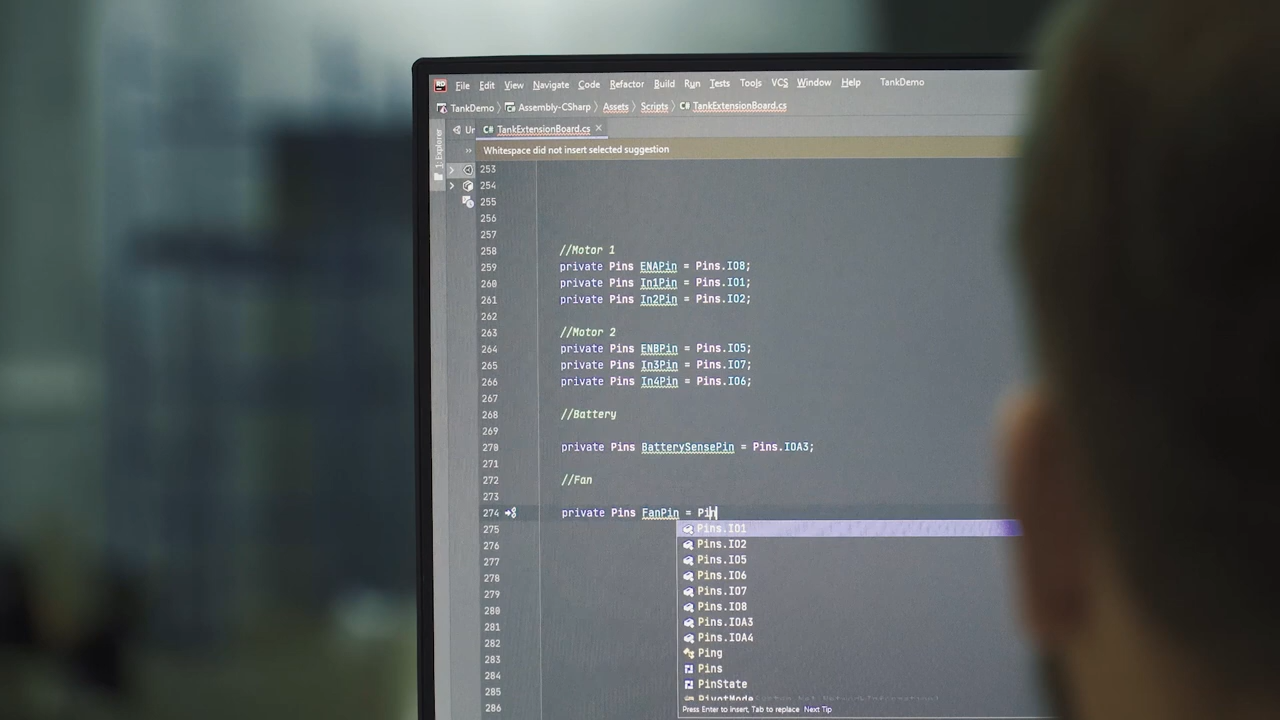 RD File Edit View Navigate Code Refactor Build Run Tests Tools VCS Window Help TankDemo
TankDemo Assembly-CSharp Assets Scripts C# TankExtensionBoard.cs
1: Explorer
Ur C# TankExtensionBoard.cs ×
» Whitespace did not insert selected suggestion
253
254
255
256
257
258 //Motor 1
259 private Pins ENAPin = Pins.IO8;
260 private Pins In1Pin = Pins.IO1;
261 private Pins In2Pin = Pins.IO2;
262
263 //Motor 2
264 private Pins ENBPin = Pins.IO5;
265 private Pins In3Pin = Pins.IO7;
266 private Pins In4Pin = Pins.IO6;
267
268 //Battery
269
270 private Pins BatterySensePin = Pins.IOA3;
271
272 //Fan
273
274 private Pins FanPin = Pin
275 Pins.IO1
276 Pins.IO2
277 Pins.IO5
278 Pins.IO6
279 Pins.IO7
280 Pins.IO8
281 Pins.IOA3
282 Pins.IOA4
283 Ping
284 Pins
285 PinState
PivotMode
286 Press Enter to insert, Tab to replace Next Tip